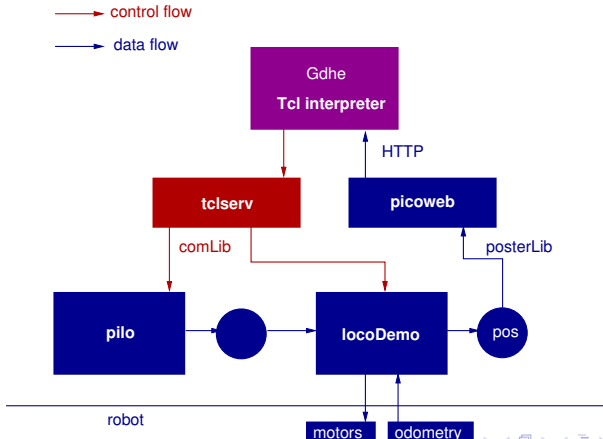 control flow
data flow
Gdhe
Tcl interpreter
HTTP
tclserv
picoweb
comLib
posterLib
pilo
locoDemo
pos
robot
motors
odometry